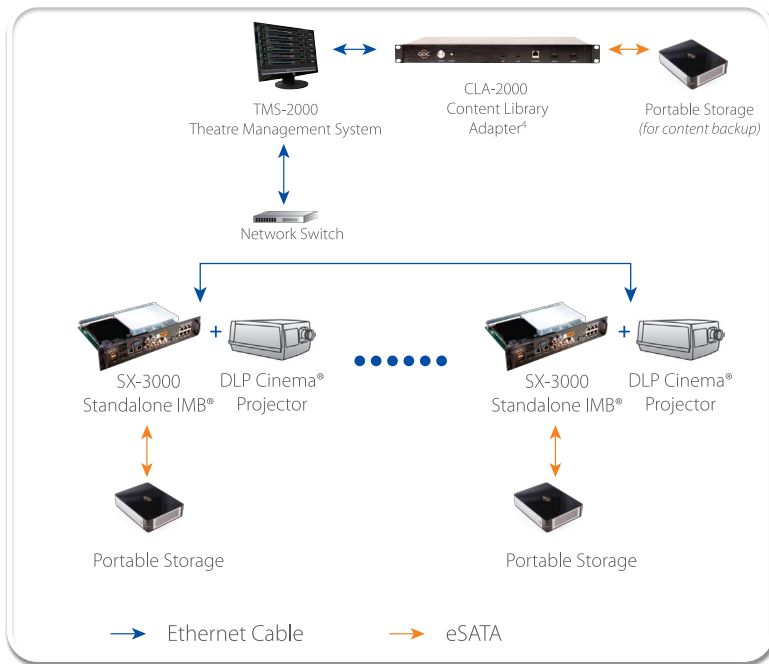 GDC
TMS-2000
Theatre Management System
CLA-2000
Content Library
Adapter⁴
Portable Storage
(for content backup)
Network Switch
+
+
SX-3000
Standalone IMB®
DLP Cinema®
Projector
SX-3000
Standalone IMB®
DLP Cinema®
Projector
Portable Storage
Portable Storage
Ethernet Cable
eSATA